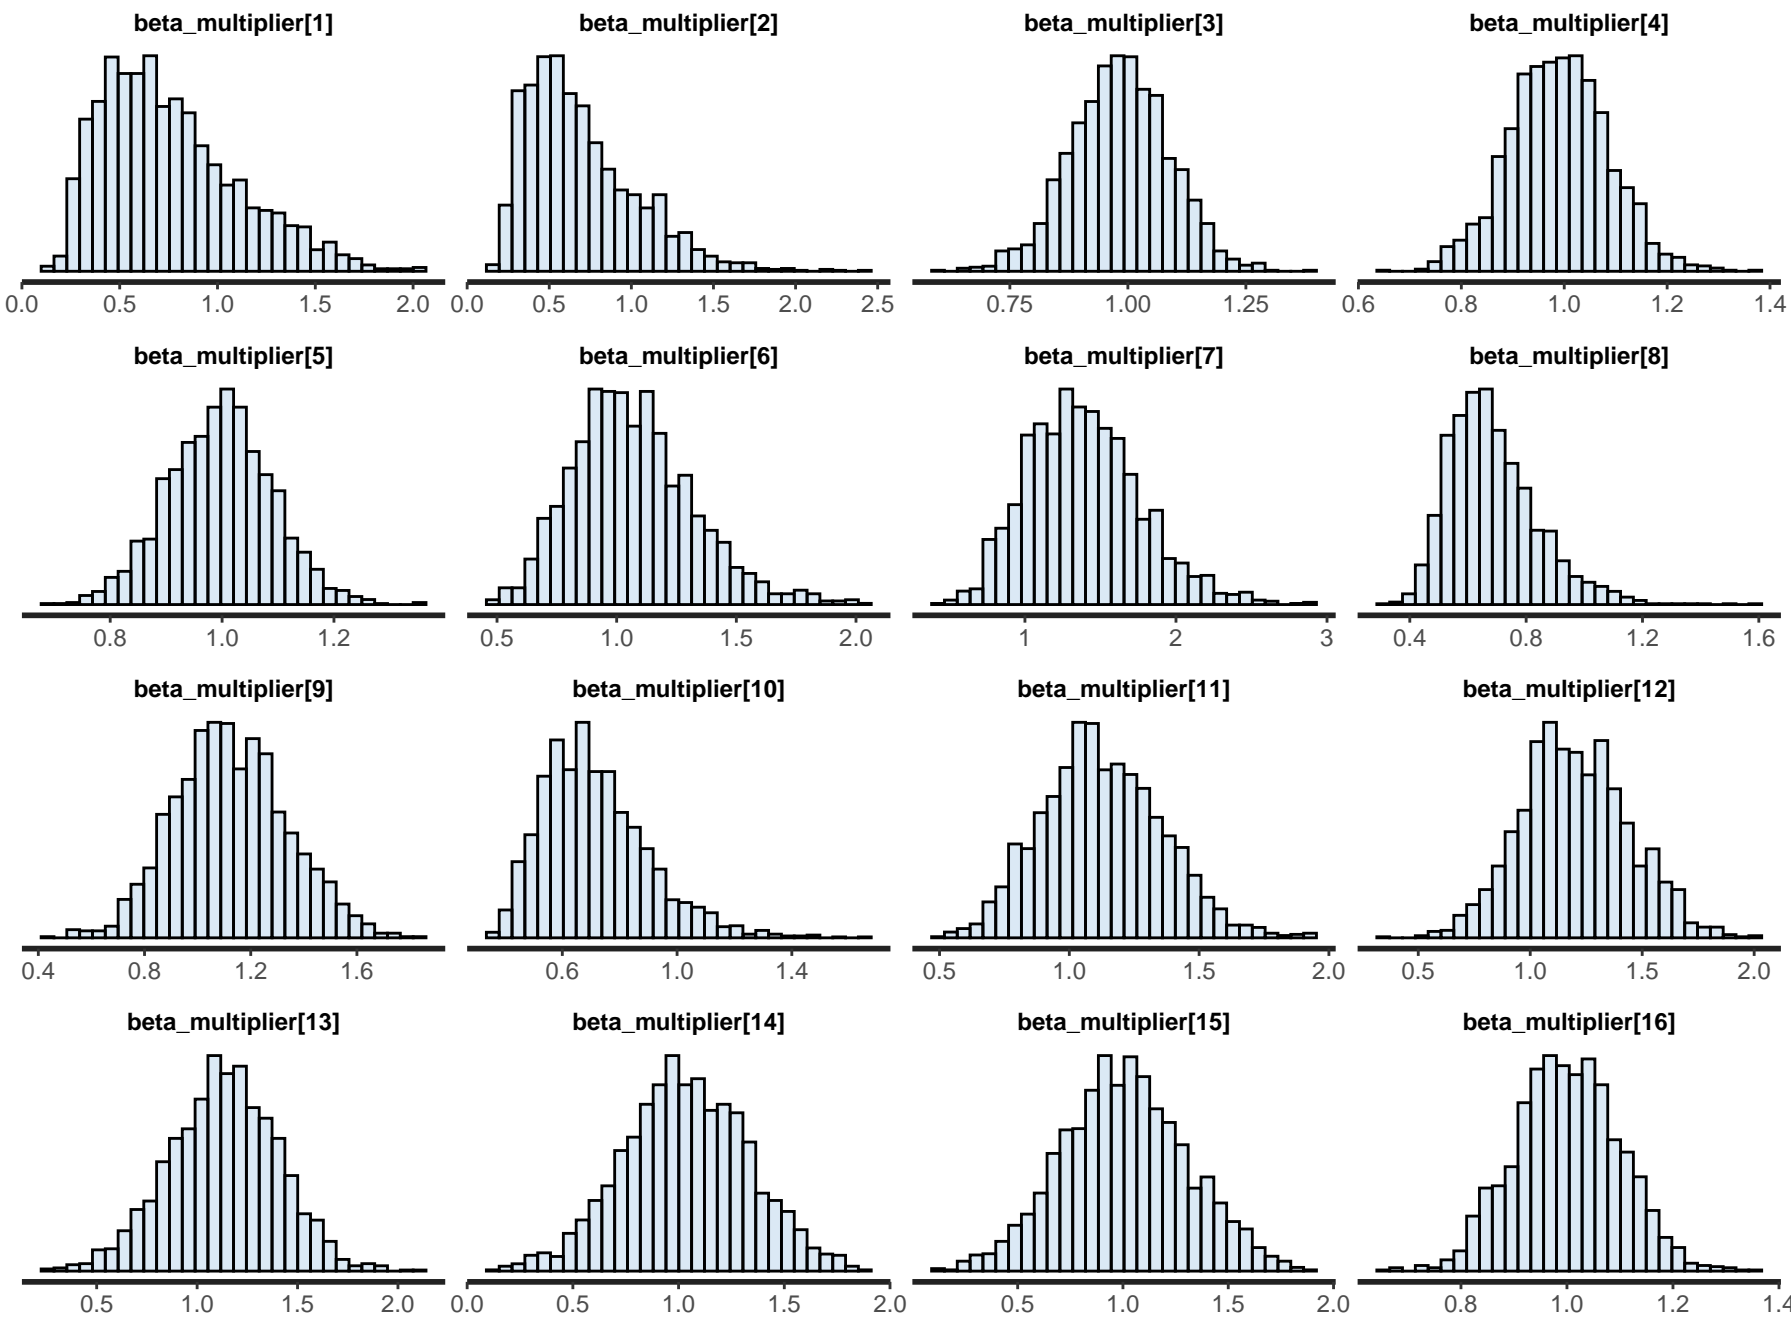 beta_multiplier[1] beta_multiplier[2] beta_multiplier[3] beta_multiplier[4]
0.0 0.5 1.0 1.5 2.0 0.0 0.5 1.0 1.5 2.0 2.5 0.75 1.00 1.25 0.6 0.8 1.0 1.2 1.4
beta_multiplier[5] beta_multiplier[6] beta_multiplier[7] beta_multiplier[8]
0.8 1.0 1.2 0.5 1.0 1.5 2.0 1 2 3 0.4 0.8 1.2 1.6
beta_multiplier[9] beta_multiplier[10] beta_multiplier[11] beta_multiplier[12]
0.4 0.8 1.2 1.6 0.6 1.0 1.4 0.5 1.0 1.5 2.0 0.5 1.0 1.5 2.0
beta_multiplier[13] beta_multiplier[14] beta_multiplier[15] beta_multiplier[16]
0.5 1.0 1.5 2.0 0.0 0.5 1.0 1.5 2.0 0.5 1.0 1.5 2.0 0.8 1.0 1.2 1.4